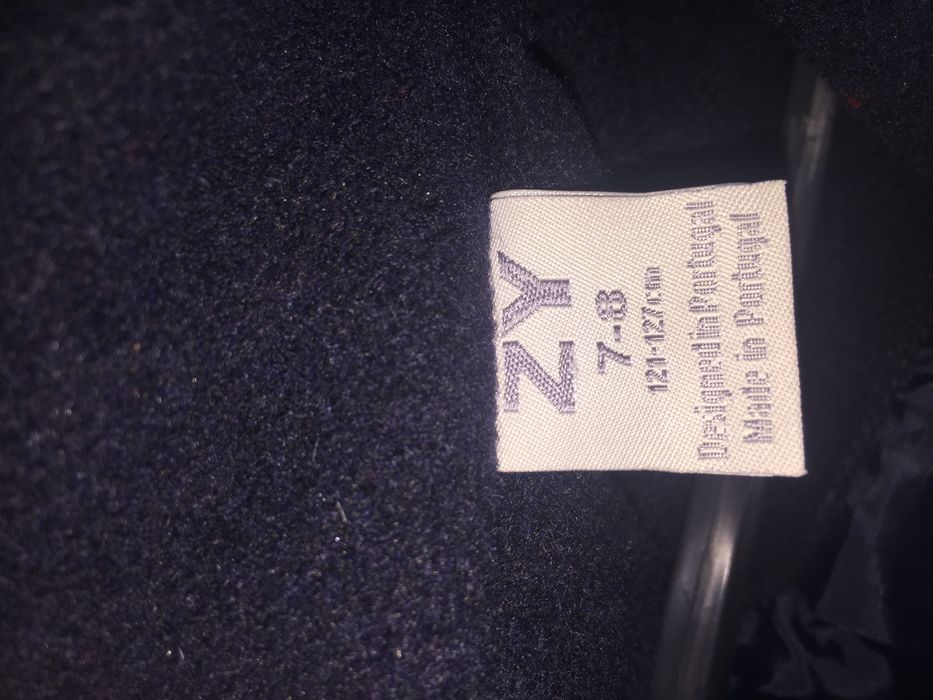 ZY
7-8
121-127cm
Designed in Portugal
Made in Portugal